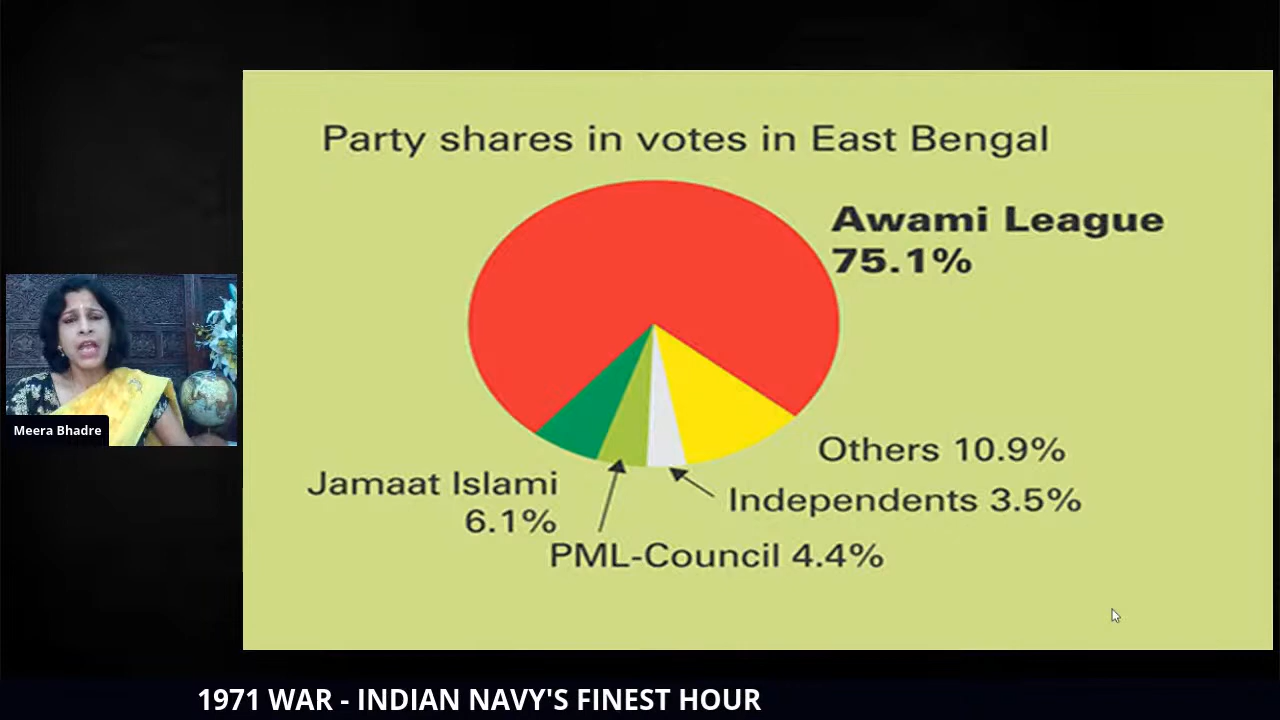 Party shares in votes in East Bengal
Awami League
75.1%
Others 10.9%
Jamaat Islami
6.1%
Independents 3.5%
PML-Council 4.4%
Meera Bhadre
1971 WAR - INDIAN NAVY'S FINEST HOUR